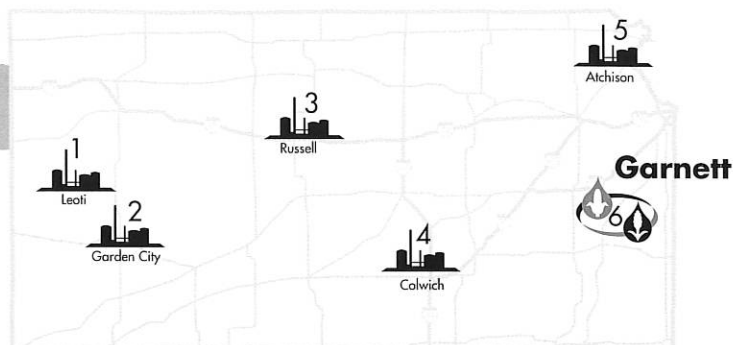 5
Atchison
3
Russell
1
Leoti
Garnett
6
2
Garden City
4
Colwich